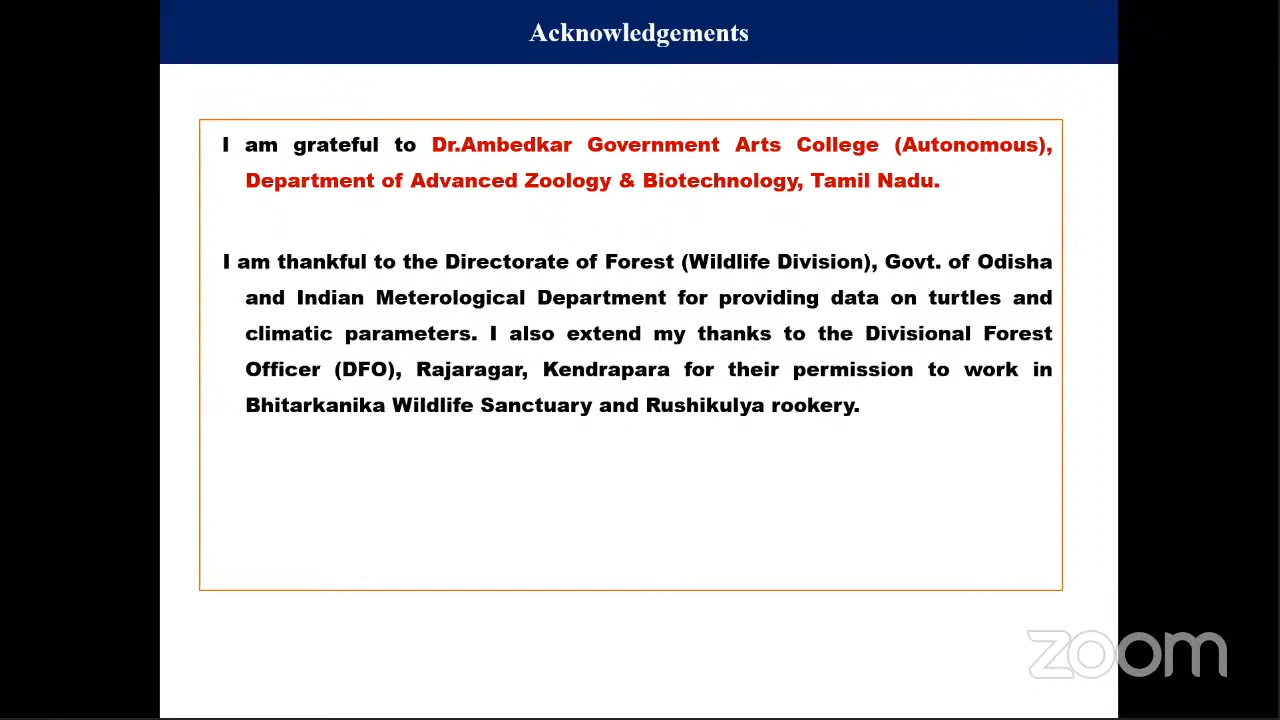 Acknowledgements
I am grateful to Dr.Ambedkar Government Arts College (Autonomous),
Department of Advanced Zoology & Biotechnology, Tamil Nadu.
I am thankful to the Directorate of Forest (Wildlife Division), Govt. of Odisha
and Indian Meterological Department for providing data on turtles and
climatic parameters. I also extend my thanks to the Divisional Forest
Officer (DFO), Rajaragar, Kendrapara for their permission to work in
Bhitarkanika Wildlife Sanctuary and Rushikulya rookery.
zoom